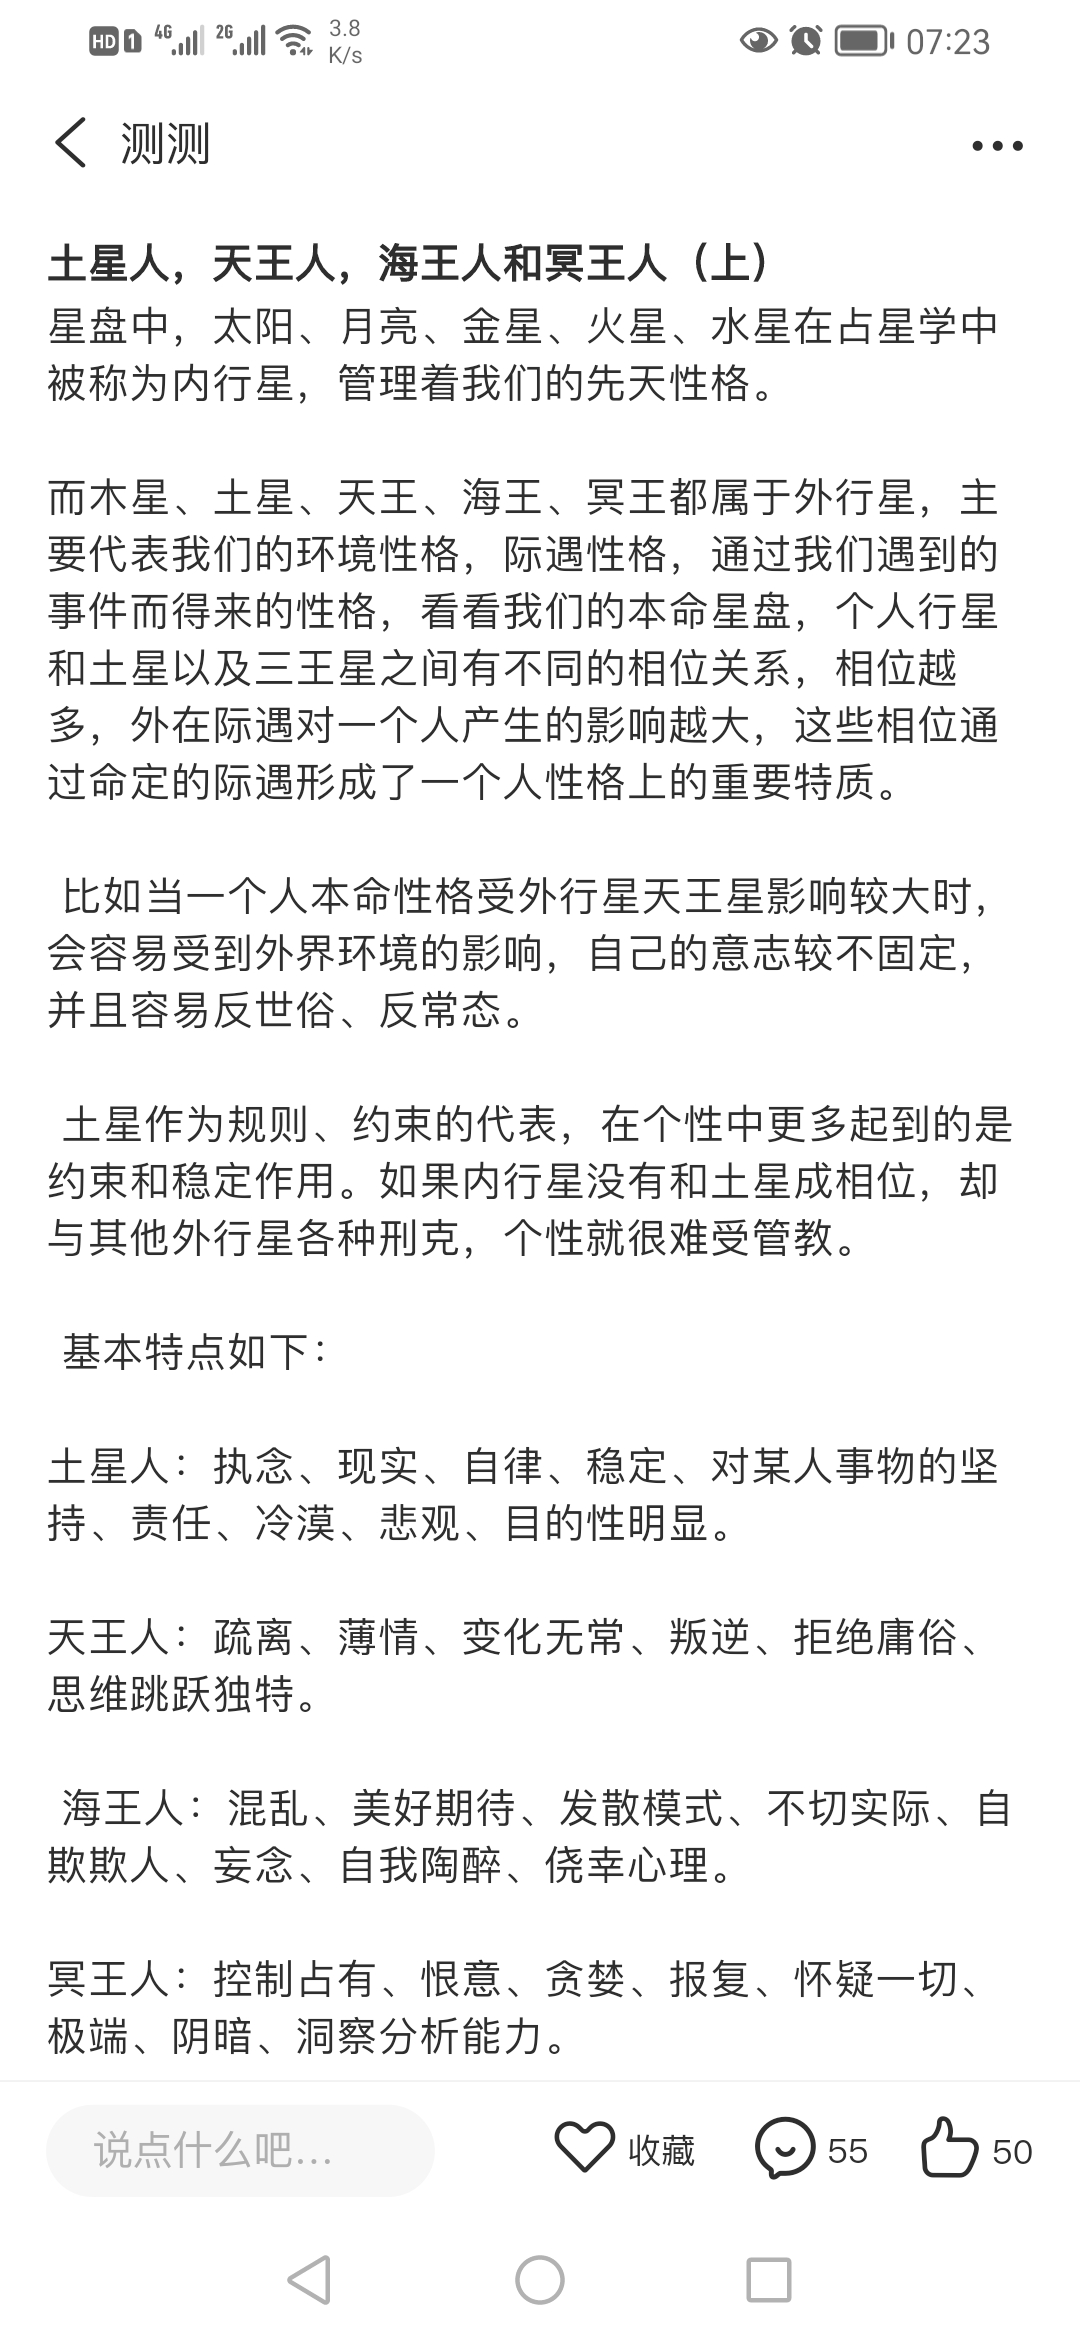 HD 1 4G 2G 3.8 K/s 07:23
测测
土星人，天王人，海王人和冥王人（上）
星盘中，太阳、月亮、金星、火星、水星在占星学中
被称为内行星，管理着我们的先天性格。
而木星、土星、天王、海王、冥王都属于外行星，主
要代表我们的环境性格，际遇性格，通过我们遇到的
事件而得来的性格，看看我们的本命星盘，个人行星
和土星以及三王星之间有不同的相位关系，相位越
多，外在际遇对一个人产生的影响越大，这些相位通
过命定的际遇形成了一个人性格上的重要特质。
比如当一个人本命性格受外行星天王星影响较大时，
会容易受到外界环境的影响，自己的意志较不固定，
并且容易反世俗、反常态。
土星作为规则、约束的代表，在个性中更多起到的是
约束和稳定作用。如果内行星没有和土星成相位，却
与其他外行星各种刑克，个性就很难受管教。
基本特点如下：
土星人：执念、现实、自律、稳定、对某人事物的坚
持、责任、冷漠、悲观、目的性明显。
天王人：疏离、薄情、变化无常、叛逆、拒绝庸俗、
思维跳跃独特。
海王人：混乱、美好期待、发散模式、不切实际、自
欺欺人、妄念、自我陶醉、侥幸心理。
冥王人：控制占有、恨意、贪婪、报复、怀疑一切、
极端、阴暗、洞察分析能力。
说点什么吧... 收藏 55 50